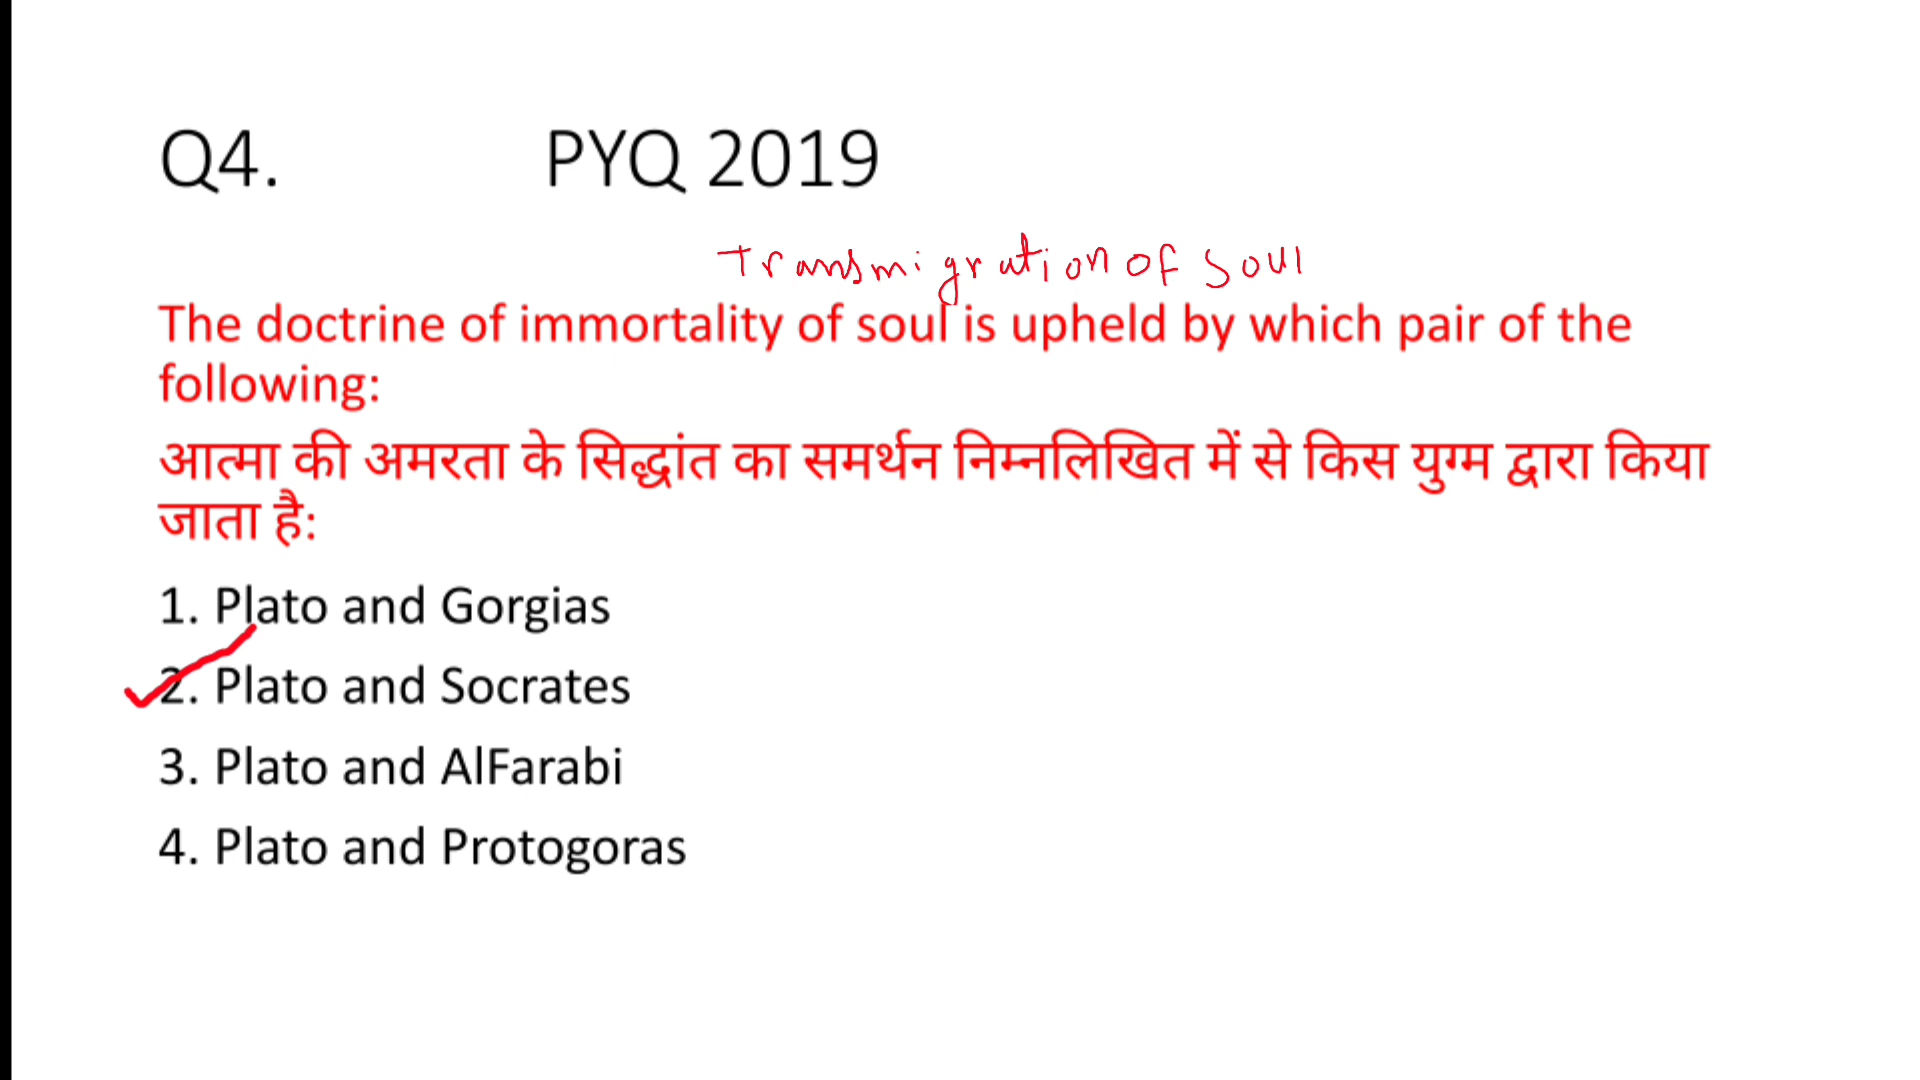 Q4. PYQ 2019
Transmigration of Soul
The doctrine of immortality of soul is upheld by which pair of the
following:
आत्मा की अमरता के सिद्धांत का समर्थन निम्नलिखित में से किस युग्म द्वारा किया
जाता है:
1. Plato and Gorgias
2. Plato and Socrates
3. Plato and AlFarabi
4. Plato and Protogoras